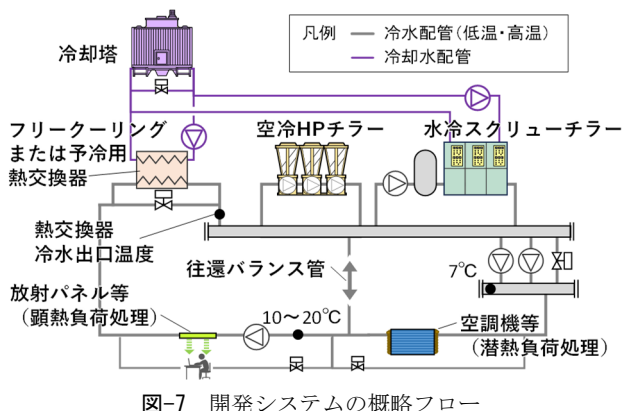 凡例
冷水配管(低温・高温)
冷却水配管
冷却塔
フリークーリング
または予冷用
熱交換器
空冷HPチラー
水冷スクリューチラー
熱交換器
冷水出口温度
往還バランス管
7℃
放射パネル等
(顕熱負荷処理)
10～20℃
空調機等
(潜熱負荷処理)
図-7 開発システムの概略フロー